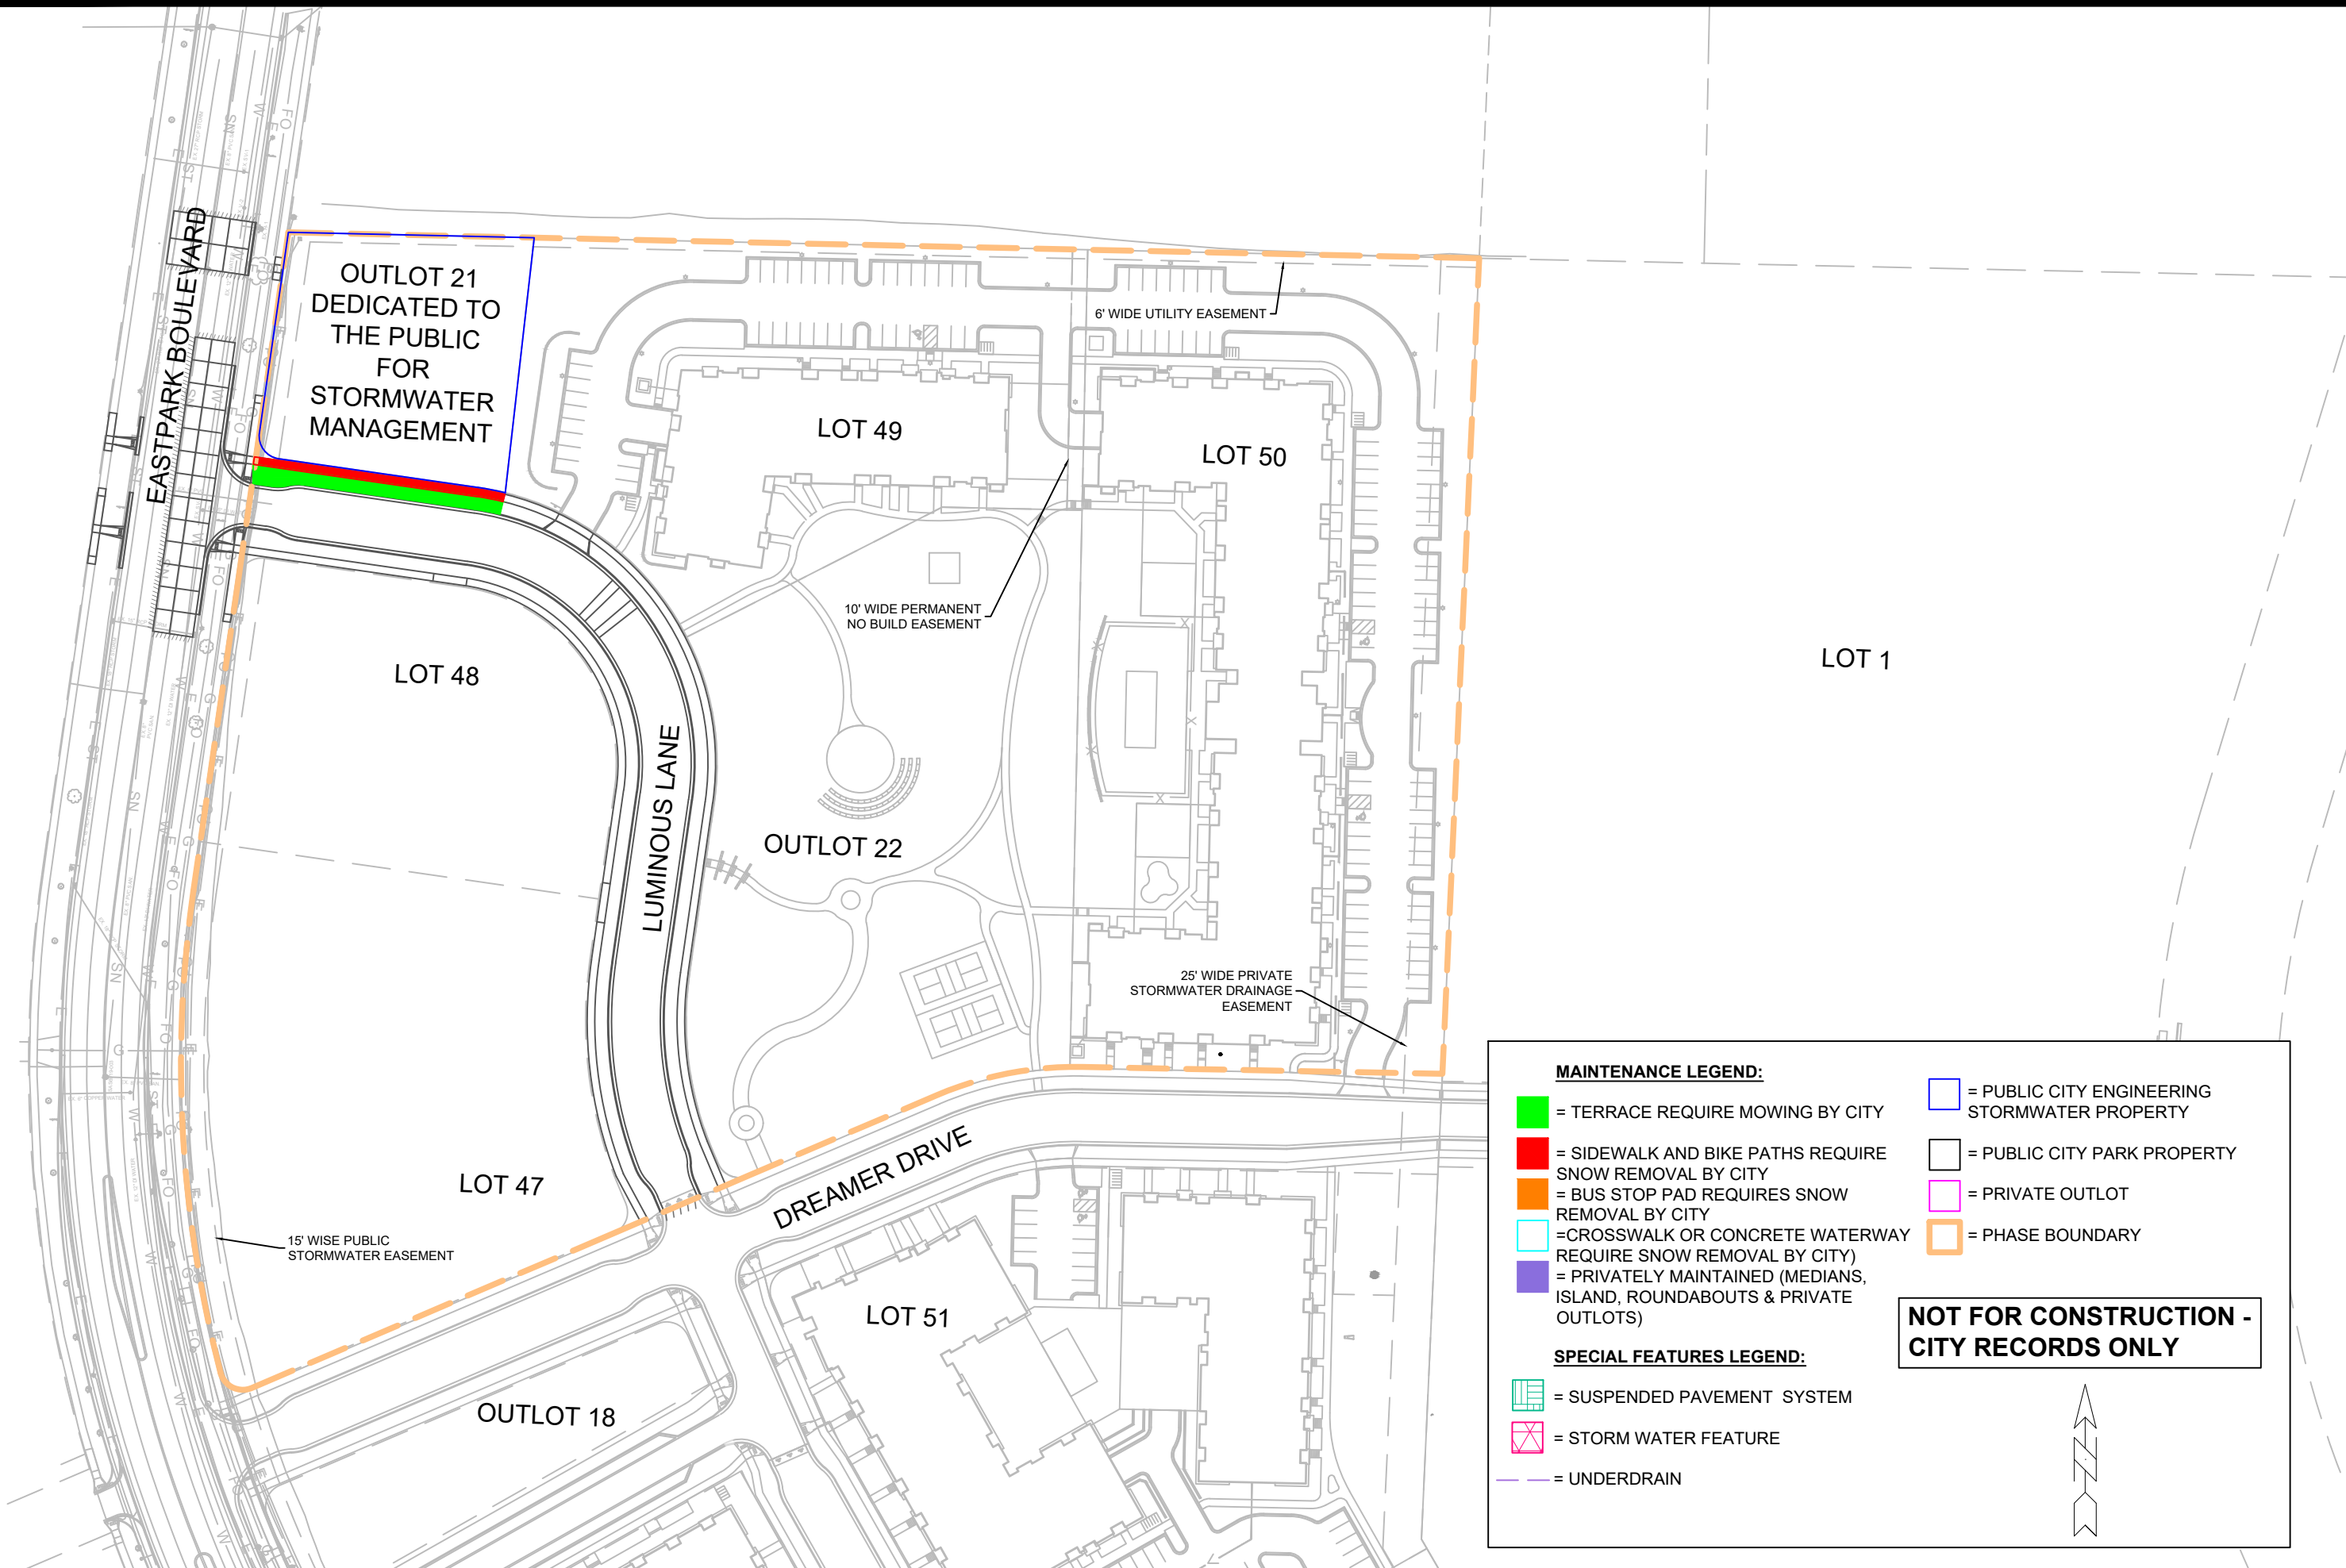 EASTPARK BOULEVARD
OUTLOT 21
DEDICATED TO
THE PUBLIC
FOR
STORMWATER
MANAGEMENT
6' WIDE UTILITY EASEMENT
LOT 49
LOT 50
10' WIDE PERMANENT
NO BUILD EASEMENT
LOT 48
LOT 1
LUMINOUS LANE
OUTLOT 22
25' WIDE PRIVATE
STORMWATER DRAINAGE
EASEMENT
LOT 47
DREAMER DRIVE
15' WISE PUBLIC
STORMWATER EASEMENT
LOT 51
OUTLOT 18
MAINTENANCE LEGEND:
= TERRACE REQUIRE MOWING BY CITY
= SIDEWALK AND BIKE PATHS REQUIRE
SNOW REMOVAL BY CITY
= BUS STOP PAD REQUIRES SNOW
REMOVAL BY CITY
=CROSSWALK OR CONCRETE WATERWAY
REQUIRE SNOW REMOVAL BY CITY)
= PRIVATELY MAINTAINED (MEDIANS,
ISLAND, ROUNDABOUTS & PRIVATE
OUTLOTS)
= PUBLIC CITY ENGINEERING
STORMWATER PROPERTY
= PUBLIC CITY PARK PROPERTY
= PRIVATE OUTLOT
= PHASE BOUNDARY
SPECIAL FEATURES LEGEND:
= SUSPENDED PAVEMENT SYSTEM
= STORM WATER FEATURE
= UNDERDRAIN
NOT FOR CONSTRUCTION -
CITY RECORDS ONLY
N